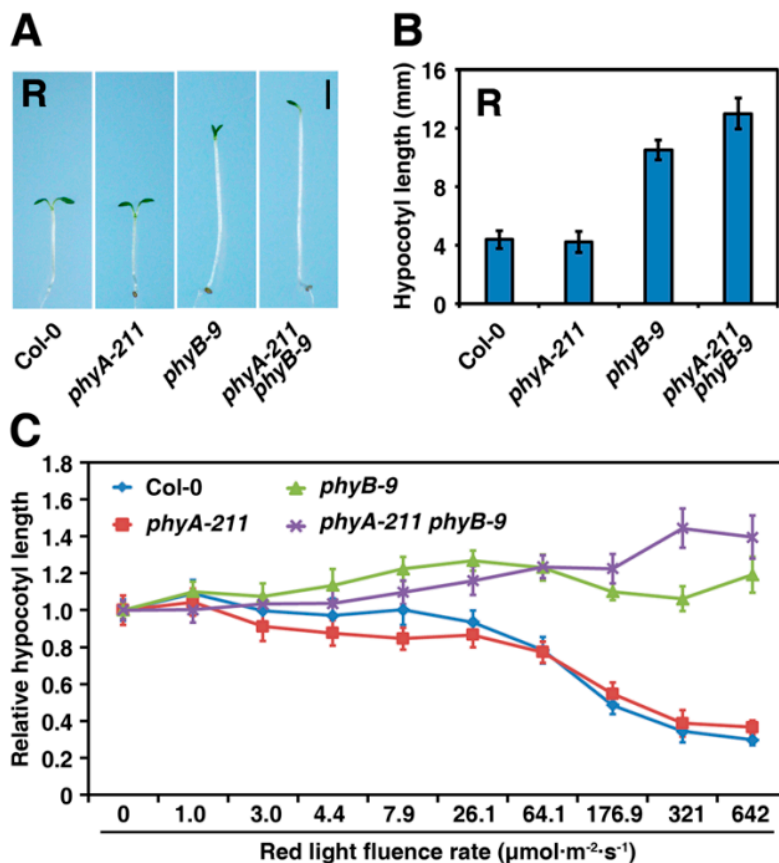 A
R
Col-0
phyA-211
phyB-9
phyA-211
phyB-9
B
Hypocotyl length (mm)
16
12
8
4
0
R
Col-0
phyA-211
phyB-9
phyA-211
phyB-9
C
Relative hypocotyl length
1.8
1.6
1.4
1.2
1.0
0.8
0.6
0.4
0.2
0
Col-0
phyB-9
phyA-211
phyA-211 phyB-9
0 1.0 3.0 4.4 7.9 26.1 64.1 176.9 321 642
Red light fluence rate (µmol·m⁻²·s⁻¹)